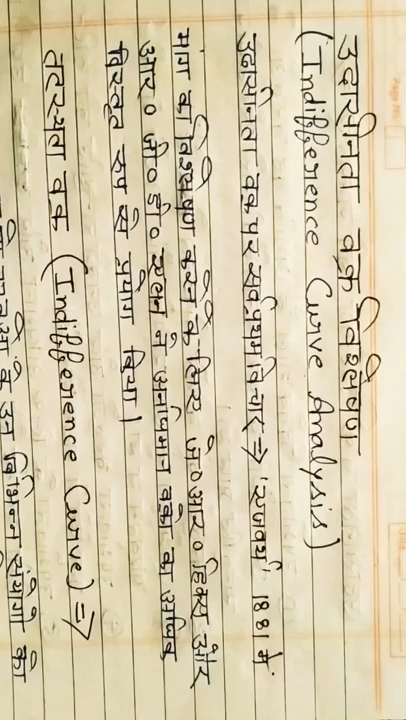 उदासीनता वक्र विश्लेषण
(Indifference Curve Analysis)
उदासीनता वक्र पर सर्वप्रथम विचार ⇒ 'एजवर्थ' 1881 में
मांग का विश्लेषण करने के लिए जे०आर० हिक्स और
आर० जी० डी० एलन ने अनधिमान वक्रों का अधिक
विस्तृत रूप से प्रयोग किया।
तटस्थता वक्र (Indifference Curve) ⇒
के उन विभिन्न संयोगों को